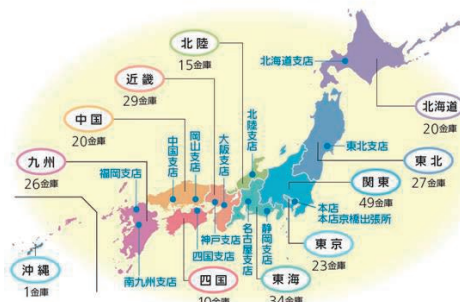 北陸
15金庫
近畿
29金庫
中国
20金庫
九州
26金庫
沖縄
1金庫
北海道
20金庫
東北
27金庫
関東
49金庫
東京
23金庫
東海
34金庫
四国
10金庫
北海道支店
東北支店
本店
本店京橋出張所
静岡支店
名古屋支店
北陸支店
大阪支店
神戸支店
岡山支店
中国支店
四国支店
福岡支店
南九州支店